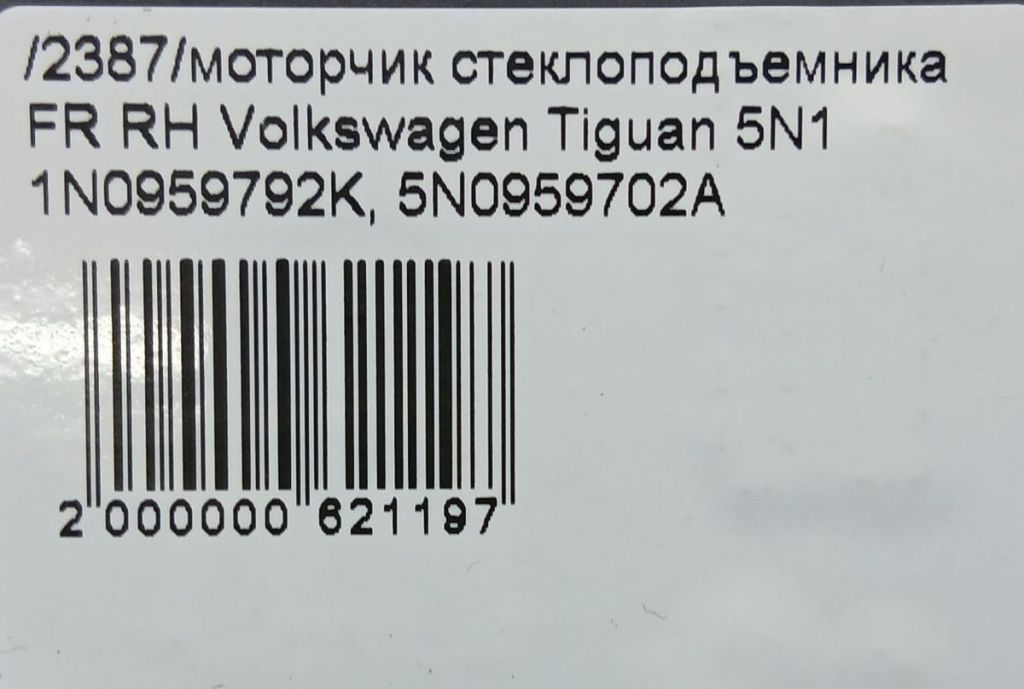 /2387/моторчик стеклоподъемника
FR RH Volkswagen Tiguan 5N1
1N0959792K, 5N0959702A
2 000000 621197